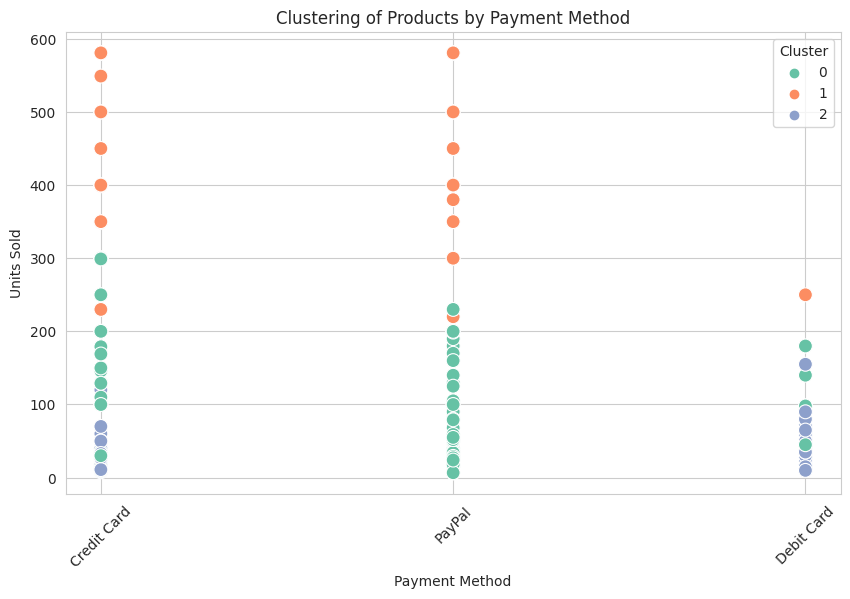 Clustering of Products by Payment Method
Cluster
0
1
2
600
500
400
300
200
100
0
Units Sold
Credit Card
PayPal
Debit Card
Payment Method